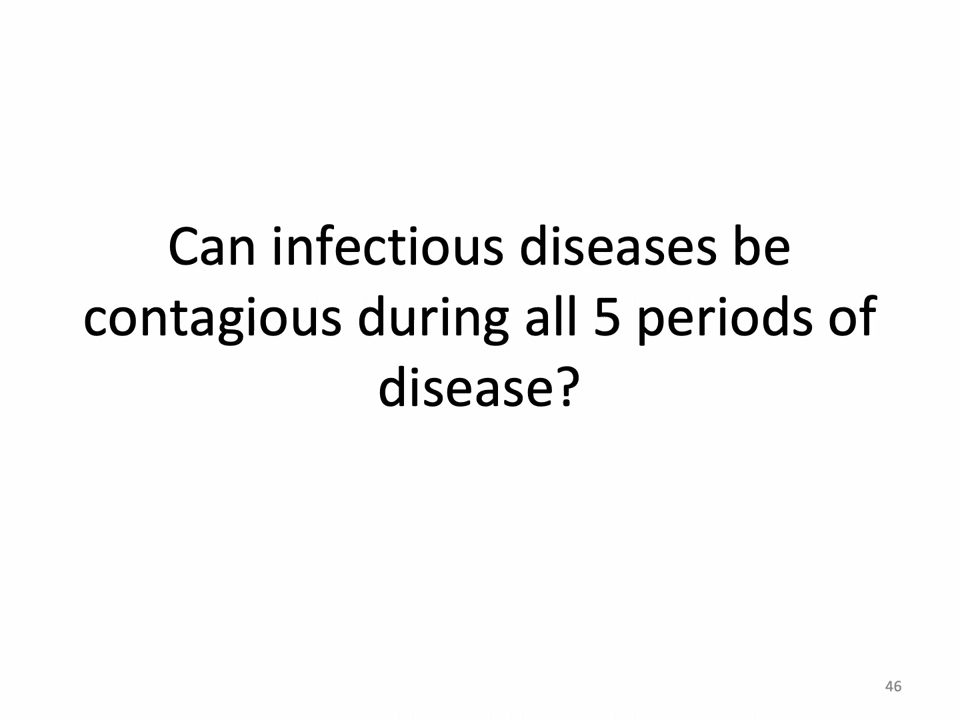 Can infectious diseases be
contagious during all 5 periods of
disease?
46